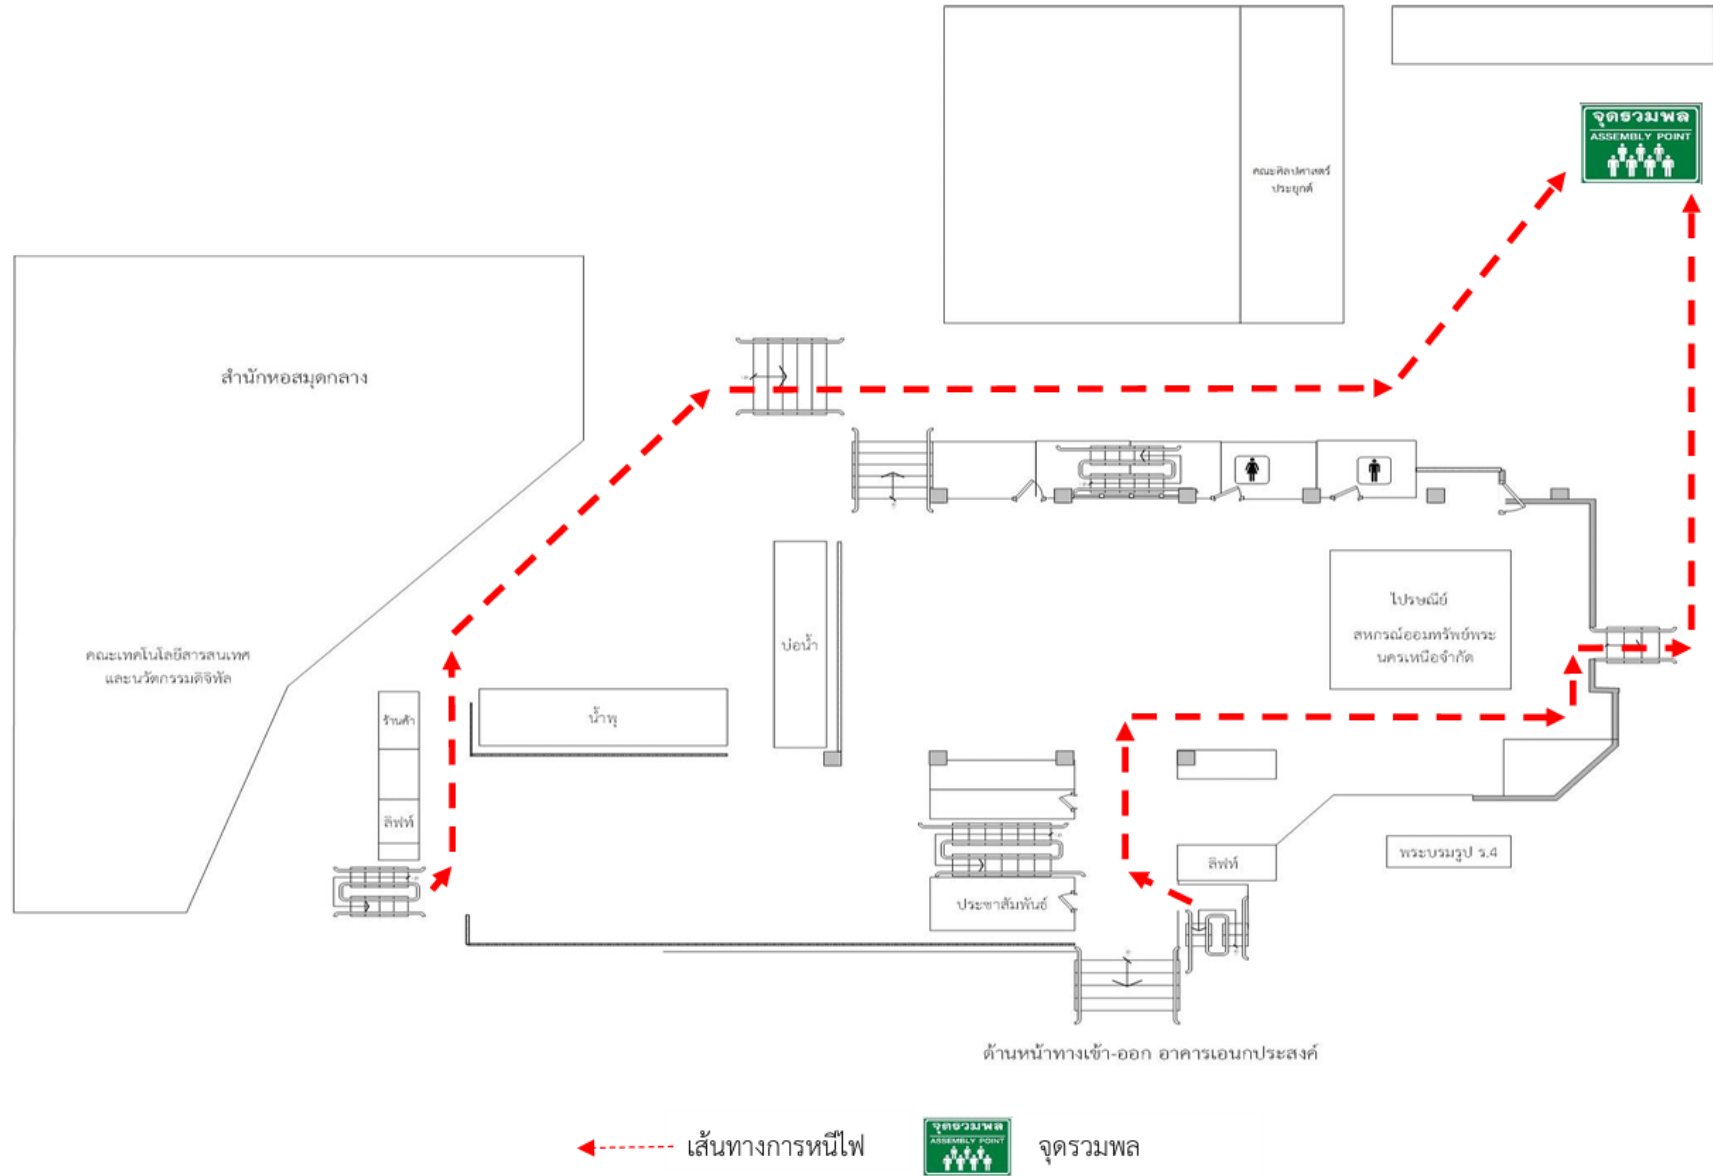 จุดรวมพล
ASSEMBLY POINT
คณะศิลปศาสตร์
ประยุกต์
สำนักหอสมุดกลาง
ไปรษณีย์
สหกรณ์ออมทรัพย์พระ
นครเหนือจำกัด
บ่อน้ำ
คณะเทคโนโลยีสารสนเทศ
และนวัตกรรมดิจิทัล
ร้านค้า
น้ำพุ
ลิฟท์
พระบรมรูป ร.4
ลิฟท์
ประชาสัมพันธ์
ด้านหน้าทางเข้า-ออก อาคารเอนกประสงค์
เส้นทางการหนีไฟ
จุดรวมพล
ASSEMBLY POINT
จุดรวมพล